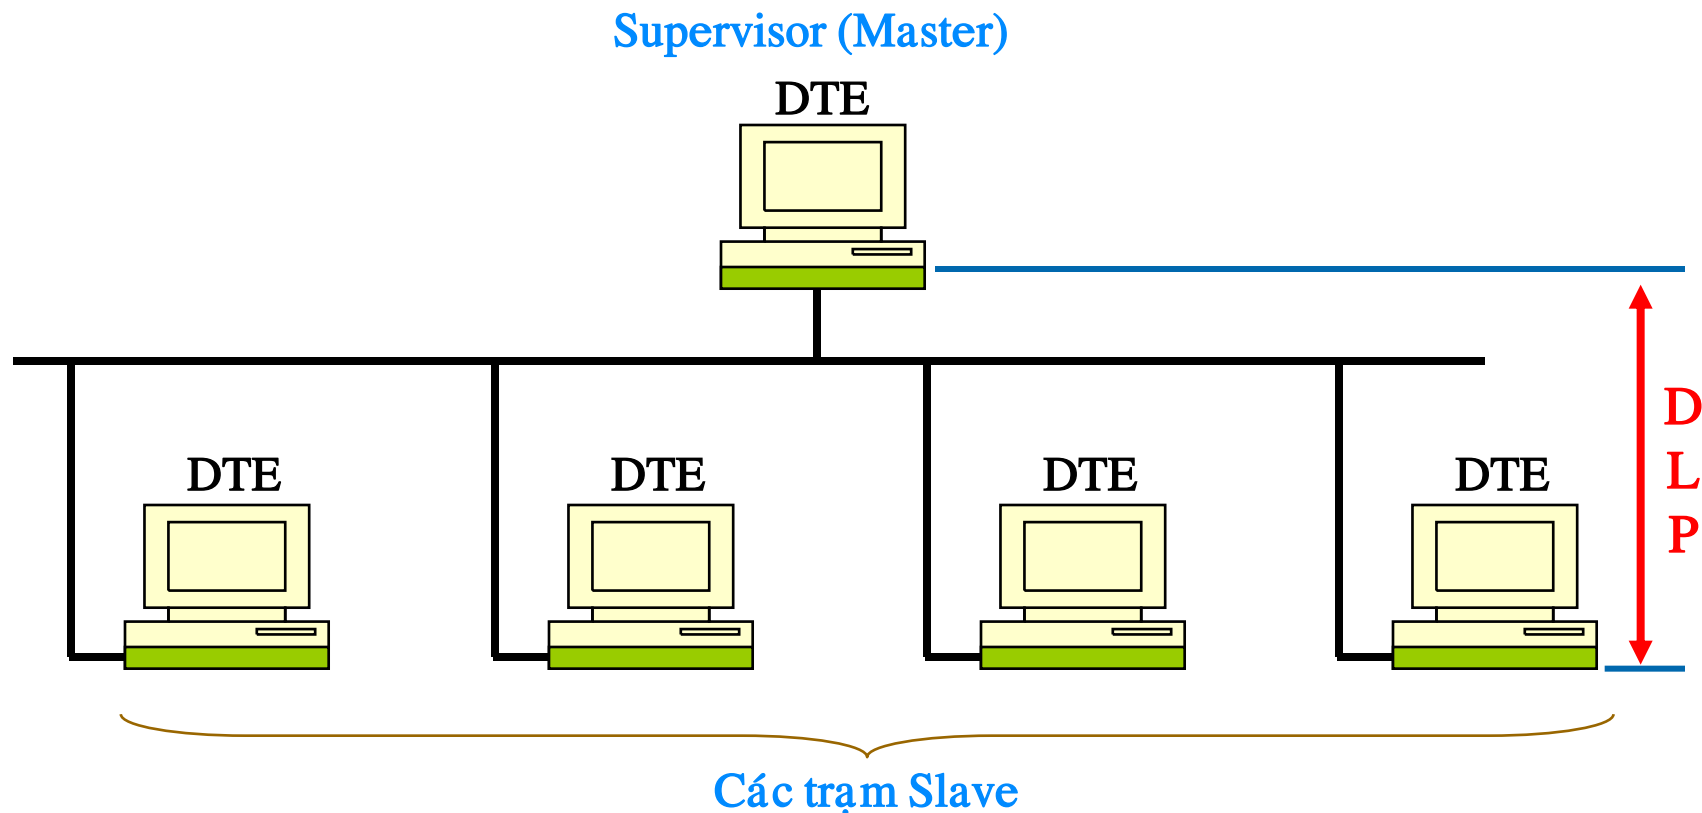 Supervisor (Master)
DTE
DTE
DTE
DTE
DTE
D
L
P
Các trạm Slave